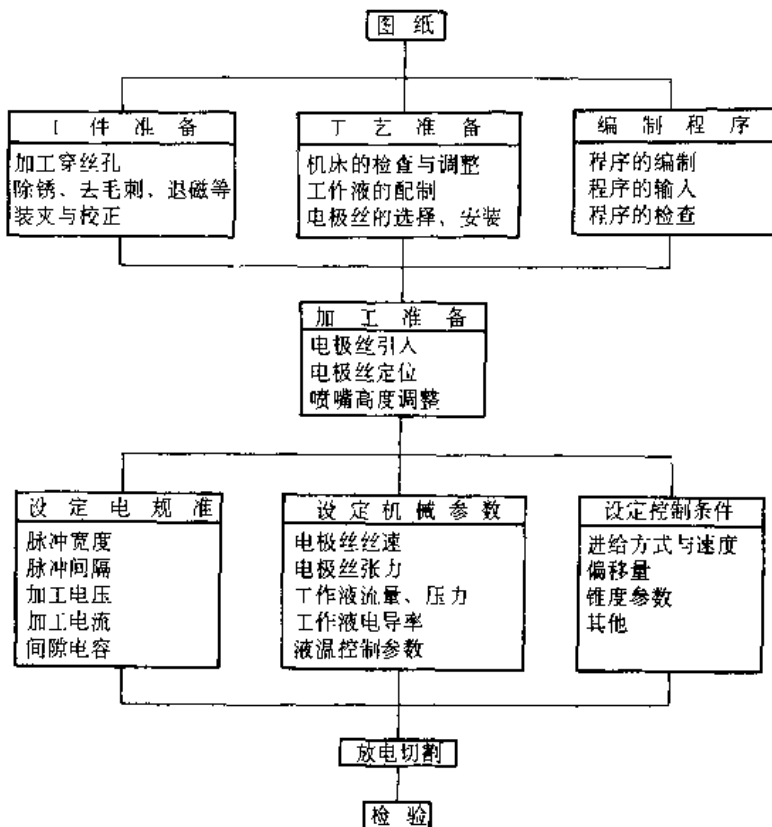 图纸
工件准备
加工穿丝孔
除锈、去毛刺、退磁等
装夹与校正
工艺准备
机床的检查与调整
工作液的配制
电极丝的选择、安装
编制程序
程序的编制
程序的输入
程序的检查
加工准备
电极丝引入
电极丝定位
喷嘴高度调整
设定电规准
脉冲宽度
脉冲间隔
加工电压
加工电流
间隙电容
设定机械参数
电极丝丝速
电极丝张力
工作液流量、压力
工作液电导率
液温控制参数
设定控制条件
进给方式与速度
偏移量
锥度参数
其他
放电切割
检验